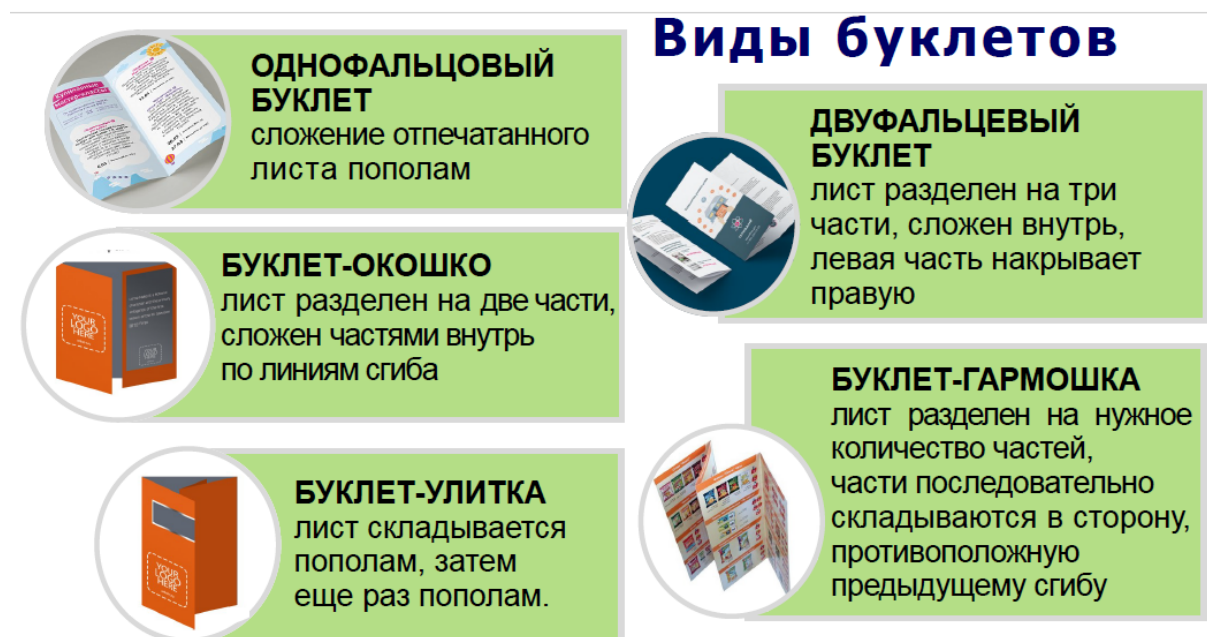 Виды буклетов
ОДНОФАЛЬЦОВЫЙ
БУКЛЕТ
сложение отпечатанного
листа пополам
ДВУФАЛЬЦЕВЫЙ
БУКЛЕТ
лист разделен на три
части, сложен внутрь,
левая часть накрывает
правую
БУКЛЕТ-ОКОШКО
лист разделен на две части,
сложен частями внутрь
по линиям сгиба
YOUR
LOGO
HERE
БУКЛЕТ-ГАРМОШКА
лист разделен на нужное
количество частей,
части последовательно
складываются в сторону,
противоположную
предыдущему сгибу
БУКЛЕТ-УЛИТКА
лист складывается
пополам, затем
еще раз пополам.
YOUR
LOGO
HERE